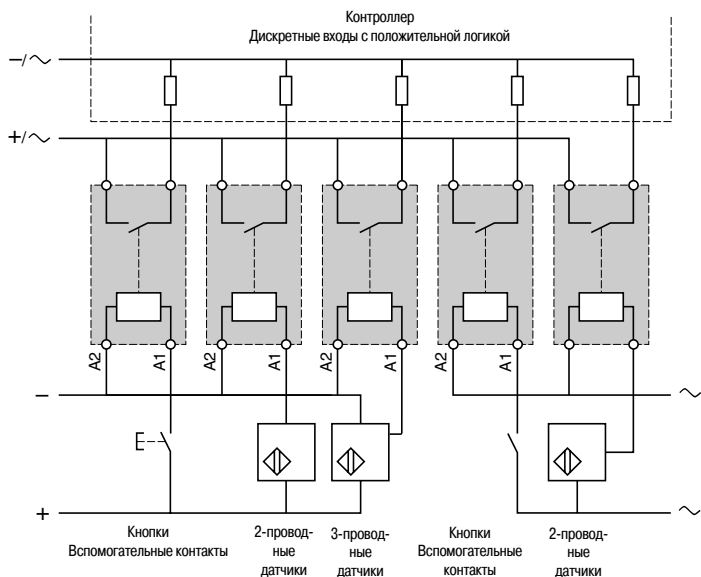 Контроллер
Дискретные входы с положительной логикой
−/∼
+/∼
A2
A1
A2
A1
A2
A1
A2
A1
−
∼
+
∼
Кнопки
Вспомогательные контакты
2-провод-
ные
датчики
3-провод-
ные
датчики
Кнопки
Вспомогательные
контакты
2-провод-
ные
датчики